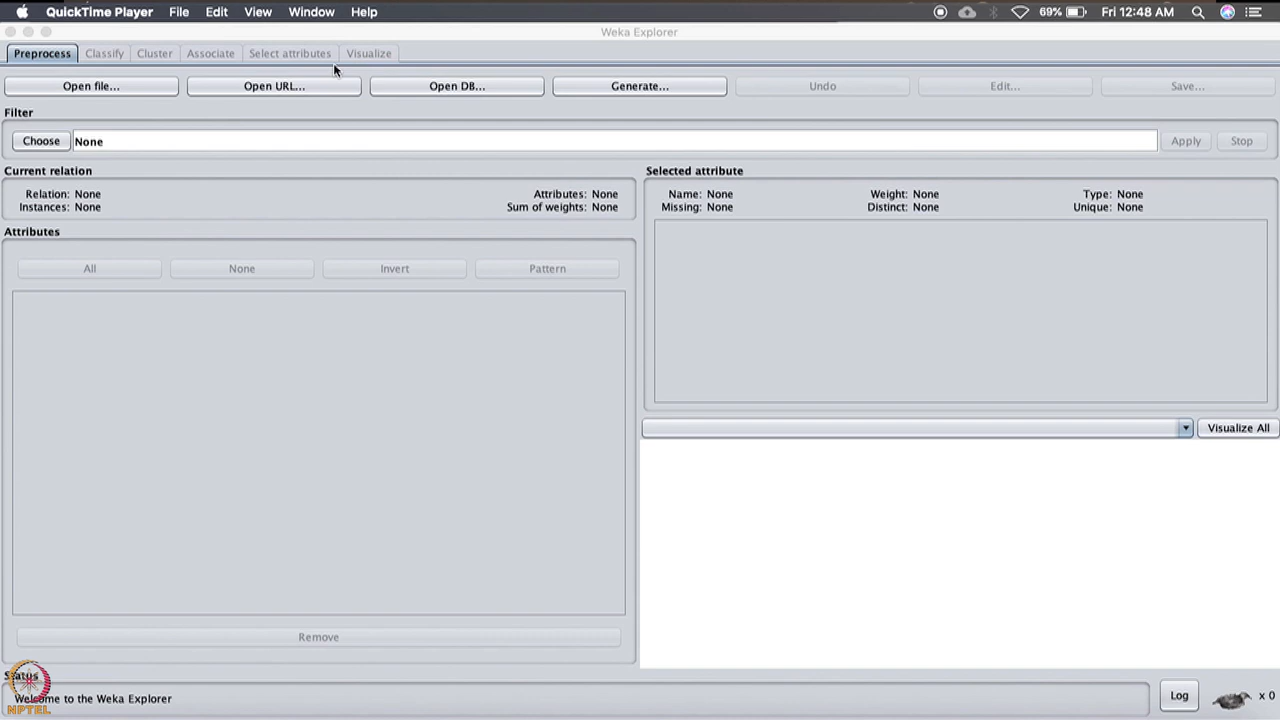 QuickTime Player File Edit View Window Help 69% Fri 12:48 AM
Weka Explorer
Preprocess Classify Cluster Associate Select attributes Visualize
Open file... Open URL... Open DB... Generate... Undo Edit... Save...
Filter
Choose None Apply Stop
Current relation
Relation: None Attributes: None
Instances: None Sum of weights: None
Selected attribute
Name: None Weight: None Type: None
Missing: None Distinct: None Unique: None
Attributes
All None Invert Pattern
Visualize All
Remove
Status
Welcome to the Weka Explorer
Log x 0
NPTEL